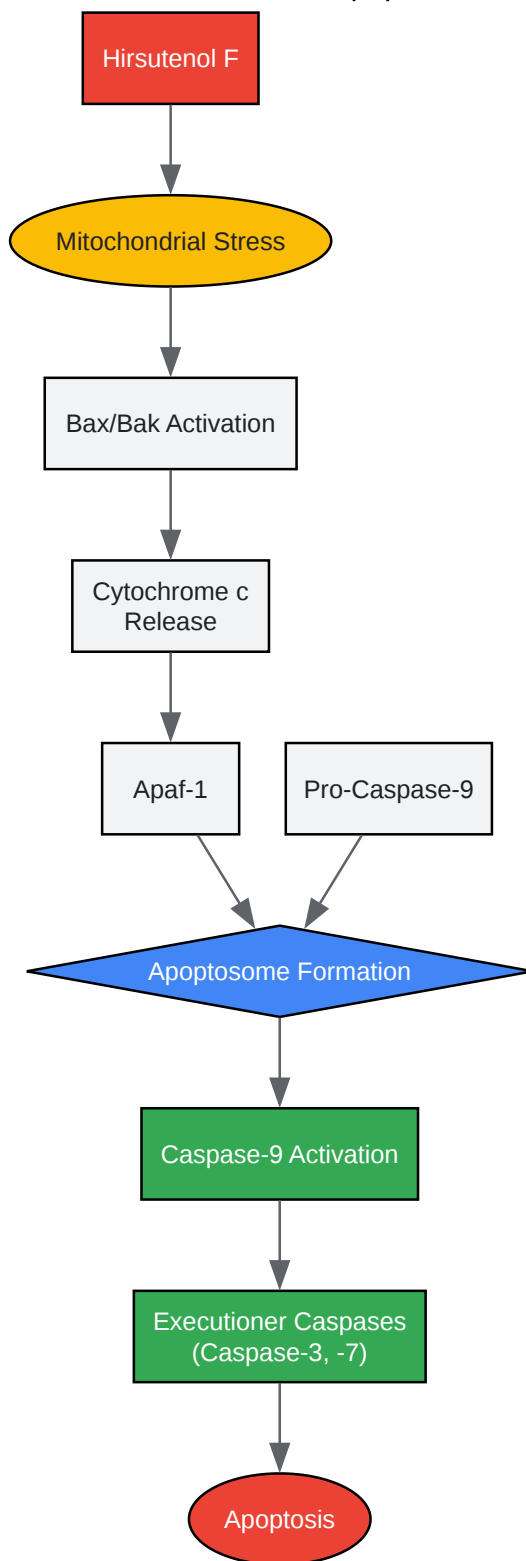 Hirsutenol F
Mitochondrial Stress
Bax/Bak Activation
Cytochrome c
Release
Apaf-1
Pro-Caspase-9
Apoptosome Formation
Caspase-9 Activation
Executioner Caspases
(Caspase-3, -7)
Apoptosis